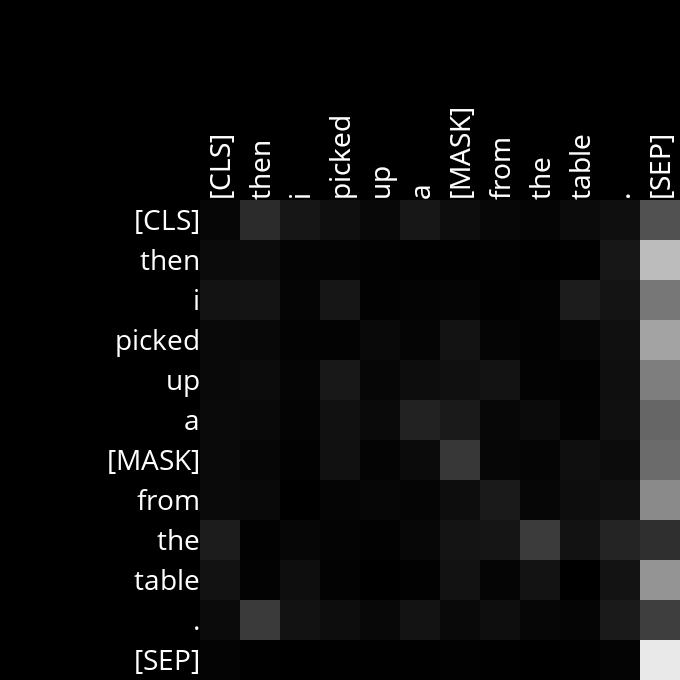 [CLS] then i picked up a [MASK] from the table . [SEP]
[CLS]
then
i
picked
up
a
[MASK]
from
the
table
.
[SEP]